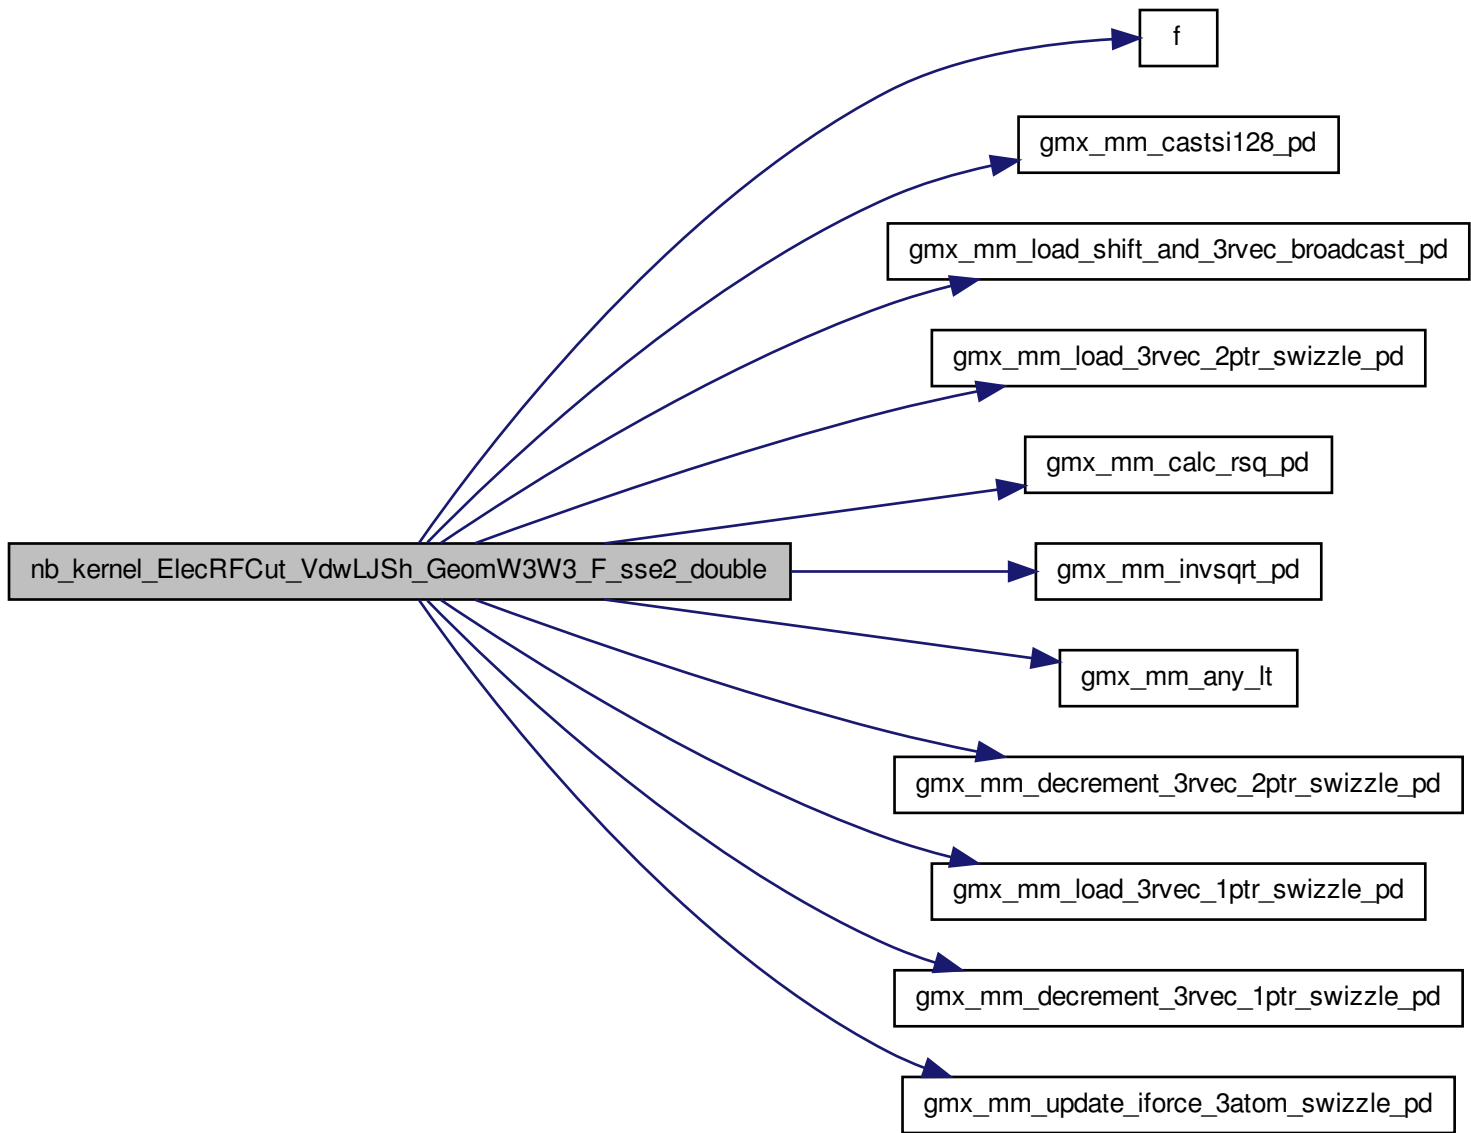 f
gmx_mm_castsi128_pd
gmx_mm_load_shift_and_3rvec_broadcast_pd
gmx_mm_load_3rvec_2ptr_swizzle_pd
gmx_mm_calc_rsq_pd
nb_kernel_ElecRFCut_VdwLJSh_GeomW3W3_F_sse2_double
gmx_mm_invsqrt_pd
gmx_mm_any_lt
gmx_mm_decrement_3rvec_2ptr_swizzle_pd
gmx_mm_load_3rvec_1ptr_swizzle_pd
gmx_mm_decrement_3rvec_1ptr_swizzle_pd
gmx_mm_update_iforce_3atom_swizzle_pd